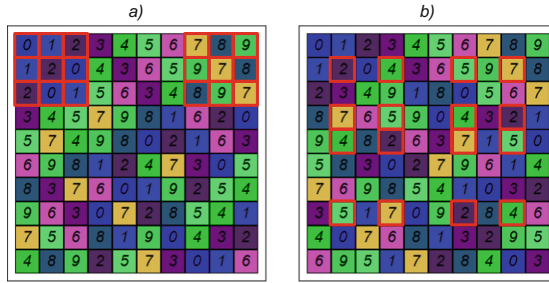 a)
0 1 2 3 4 5 6 7 8 9
1 2 0 4 3 6 5 9 7 8
2 0 1 5 6 3 4 8 9 7
3 4 5 7 9 8 1 6 2 0
5 7 4 9 8 0 2 1 6 3
6 9 8 1 2 4 7 3 0 5
8 3 7 6 0 1 9 2 5 4
9 6 3 0 7 2 8 5 4 1
7 5 6 8 1 9 0 4 3 2
4 8 9 2 5 7 3 0 1 6
b)
0 1 2 3 4 5 6 7 8 9
1 2 0 4 3 6 5 9 7 8
2 3 4 9 1 8 0 5 6 7
8 7 6 5 9 0 4 3 2 1
9 4 8 2 6 3 7 1 5 0
5 8 3 0 2 7 9 6 1 4
7 6 9 8 5 4 1 0 3 2
3 5 1 7 0 9 2 8 4 6
4 0 7 6 8 1 3 2 9 5
6 9 5 1 7 2 8 4 0 3